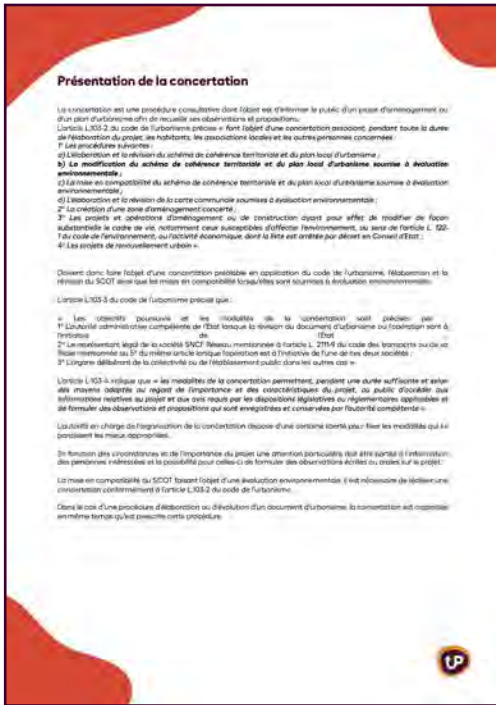 Présentation de la concertation
La concertation est une procédure consultative dont l'objet est d'informer le public d'un projet d'aménagement ou
d'un plan d'urbanisme afin de recueillir ses observations et propositions.
L'article L.103-2 du code de l'urbanisme précise « font l'objet d'une concertation associant, pendant toute la durée
de l'élaboration du projet, les habitants, les associations locales et les autres personnes concernées :
1° Les procédures suivantes :
a) L'élaboration et la révision du schéma de cohérence territoriale et du plan local d'urbanisme ;
b) La modification du schéma de cohérence territoriale et du plan local d'urbanisme soumise à évaluation
environnementale ;
c) La mise en compatibilité du schéma de cohérence territoriale et du plan local d'urbanisme soumise à évaluation
environnementale ;
d) L'élaboration et la révision de la carte communale soumises à évaluation environnementale ;
2° La création d'une zone d'aménagement concerté ;
3° Les projets et opérations d'aménagement ou de construction ayant pour effet de modifier de façon
substantielle le cadre de vie, notamment ceux susceptibles d'affecter l'environnement, au sens de l'article L. 122-
1 du code de l'environnement, ou l'activité économique, dont la liste est arrêtée par décret en Conseil d'Etat ;
4° Les projets de renouvellement urbain ».
Doivent donc faire l'objet d'une concertation préalable en application du code de l'urbanisme, l'élaboration et la
révision du SCOT ainsi que les mises en compatibilité lorsqu'elles sont soumises à évaluation environnementale.
L'article L103-3 du code de l'urbanisme précise que :
« Les objectifs poursuivis et les modalités de la concertation sont précisés par :
1° L'autorité administrative compétente de l'Etat lorsque la révision du document d'urbanisme ou l'opération sont à
l'initiative de l'État ;
2° Le représentant légal de la société SNCF Réseau mentionnée à l'article L. 2111-9 du code des transports ou de sa
filiale mentionnée au 5° du même article lorsque l'opération est à l'initiative de l'une de ces deux sociétés ;
3° L'organe délibérant de la collectivité ou de l'établissement public dans les autres cas ».
L'article L.103-4 indique que « les modalités de la concertation permettent, pendant une durée suffisante et selon
des moyens adaptés au regard de l'importance et des caractéristiques du projet, au public d'accéder aux
informations relatives au projet et aux avis requis par les dispositions législatives ou réglementaires applicables et
de formuler des observations et propositions qui sont enregistrées et conservées par l'autorité compétente ».
L'autorité en charge de l'organisation de la concertation dispose d'une certaine liberté pour fixer les modalités qui lui
paraissent les mieux appropriées.
En fonction des circonstances et de l'importance du projet une attention particulière doit être portée à l'information
des personnes intéressées et la possibilité pour celles-ci de formuler des observations écrites ou orales sur le projet.
La mise en compatibilité du SCOT faisant l'objet d'une évaluation environnementale, il est nécessaire de réaliser une
concertation conformément à l'article L.103-2 du code de l'urbanisme.
Dans le cas d'une procédure d'élaboration ou d'évolution d'un document d'urbanisme, la concertation est organisée
en même temps qu'est prescrite cette procédure.
tP